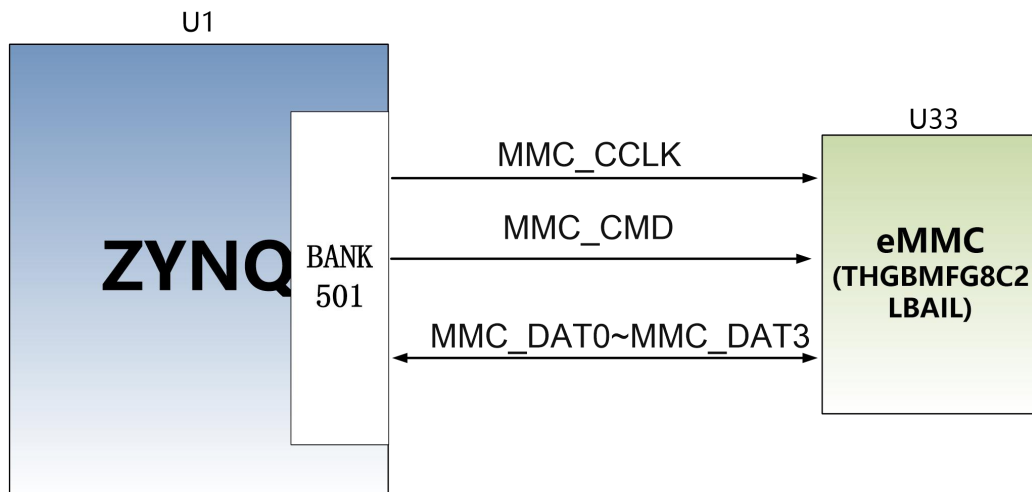 U1
U33
MMC_CCLK
MMC_CMD
ZYNQ
BANK
501
eMMC
(THGBMFG8C2
LBAIL)
MMC_DAT0~MMC_DAT3